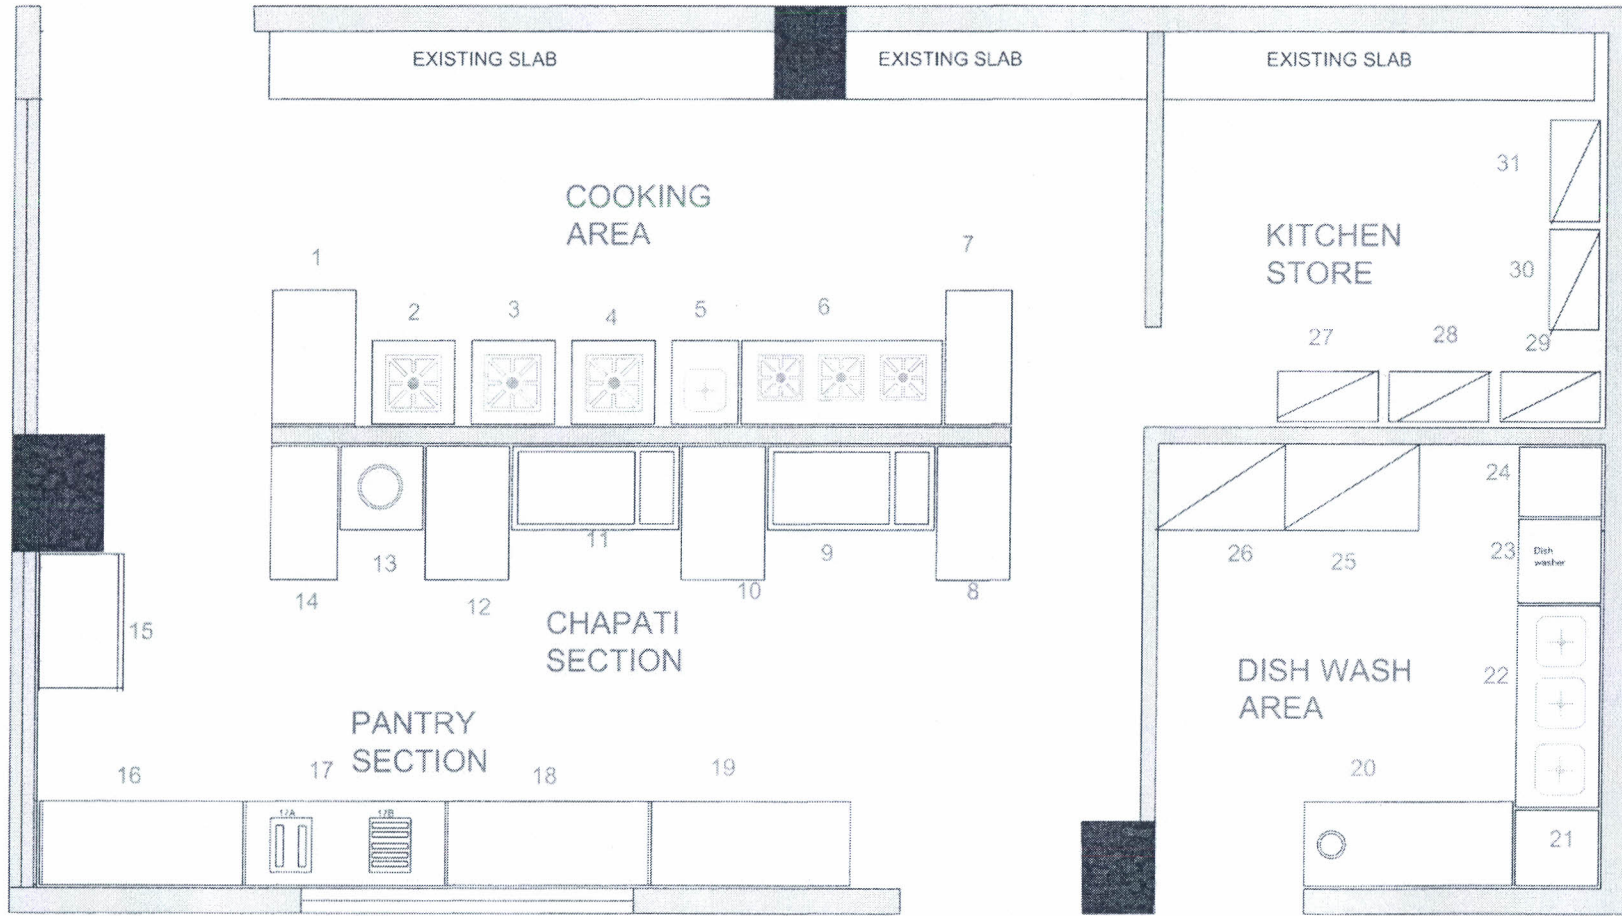 EXISTING SLAB
EXISTING SLAB
EXISTING SLAB
31
COOKING
AREA
KITCHEN
STORE
1
7
30
2
3
4
5
6
27
28
29
24
13
11
9
26
25
23
Dish
washer
14
12
10
8
15
CHAPATI
SECTION
22
DISH WASH
AREA
PANTRY
SECTION
16
17
18
19
20
17A
17B
21